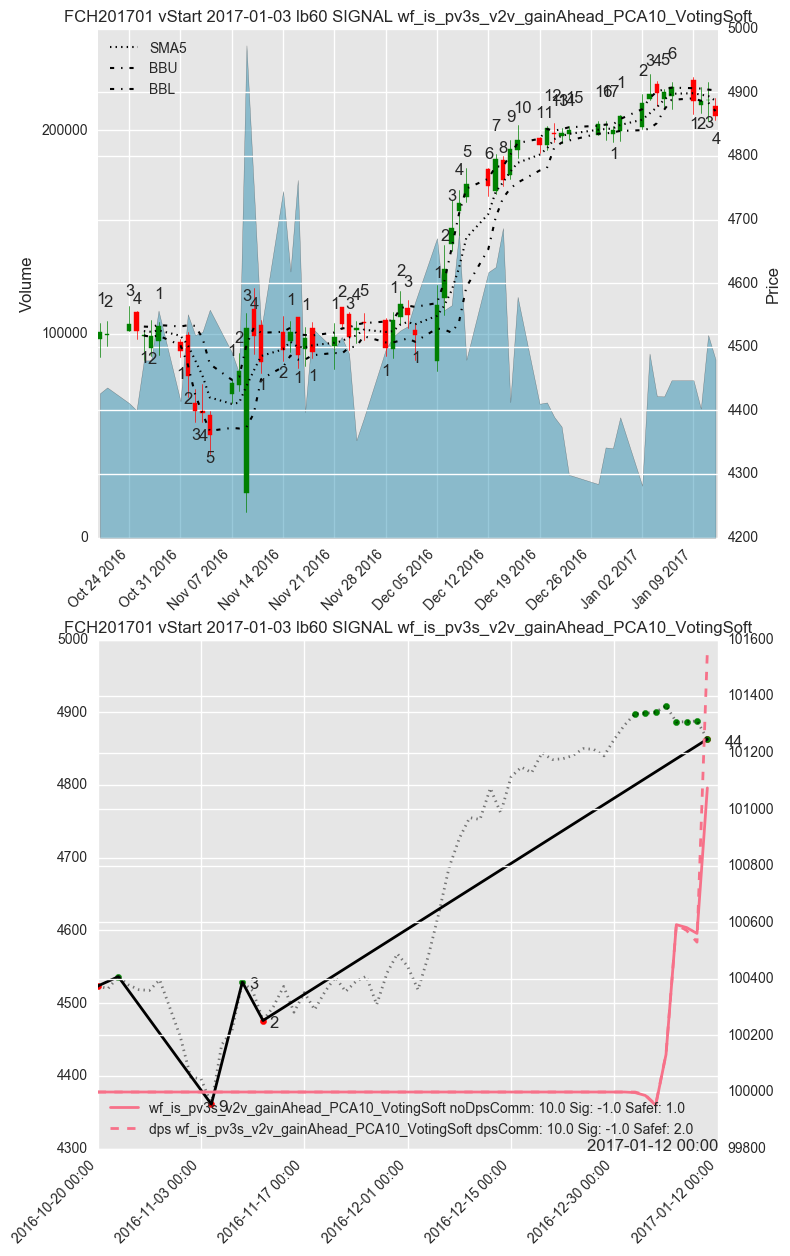 FCH201701 vStart 2017-01-03 lb60 SIGNAL wf_is_pv3s_v2v_gainAhead_PCA10_VotingSoft
SMA5
BBU
BBL
5000
4900
4800
4700
4600
4500
4400
4300
4200
200000
100000
0
Volume
Price
Oct 24 2016
Oct 31 2016
Nov 07 2016
Nov 14 2016
Nov 21 2016
Nov 28 2016
Dec 05 2016
Dec 12 2016
Dec 19 2016
Dec 26 2016
Jan 02 2017
Jan 09 2017
FCH201701 vStart 2017-01-03 lb60 SIGNAL wf_is_pv3s_v2v_gainAhead_PCA10_VotingSoft
5000
4900
4800
4700
4600
4500
4400
4300
101600
101400
101200
101000
100800
100600
100400
100200
100000
99800
44
3
2
9
wf_is_pv3s_v2v_gainAhead_PCA10_VotingSoft noDpsComm: 10.0 Sig: -1.0 Safef: 1.0
dps wf_is_pv3s_v2v_gainAhead_PCA10_VotingSoft dpsComm: 10.0 Sig: -1.0 Safef: 2.0
2017-01-12 00:00
2016-10-20 00:00
2016-11-03 00:00
2016-11-17 00:00
2016-12-01 00:00
2016-12-15 00:00
2016-12-30 00:00
2017-01-12 00:00